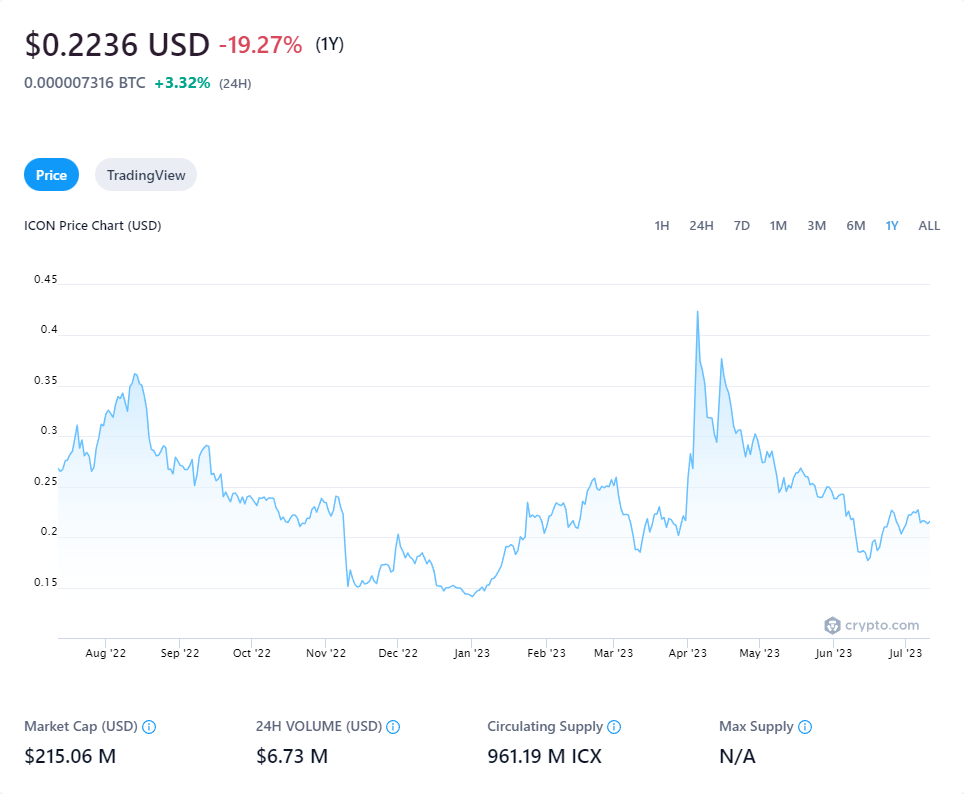 $0.2236 USD -19.27% (1Y)
0.000007316 BTC +3.32% (24H)
Price TradingView
ICON Price Chart (USD) 1H 24H 7D 1M 3M 6M 1Y ALL
0.45
0.4
0.35
0.3
0.25
0.2
0.15
crypto.com
Aug '22 Sep '22 Oct '22 Nov '22 Dec '22 Jan '23 Feb '23 Mar '23 Apr '23 May '23 Jun '23 Jul '23
Market Cap (USD) 24H VOLUME (USD) Circulating Supply Max Supply
$215.06 M $6.73 M 961.19 M ICX N/A